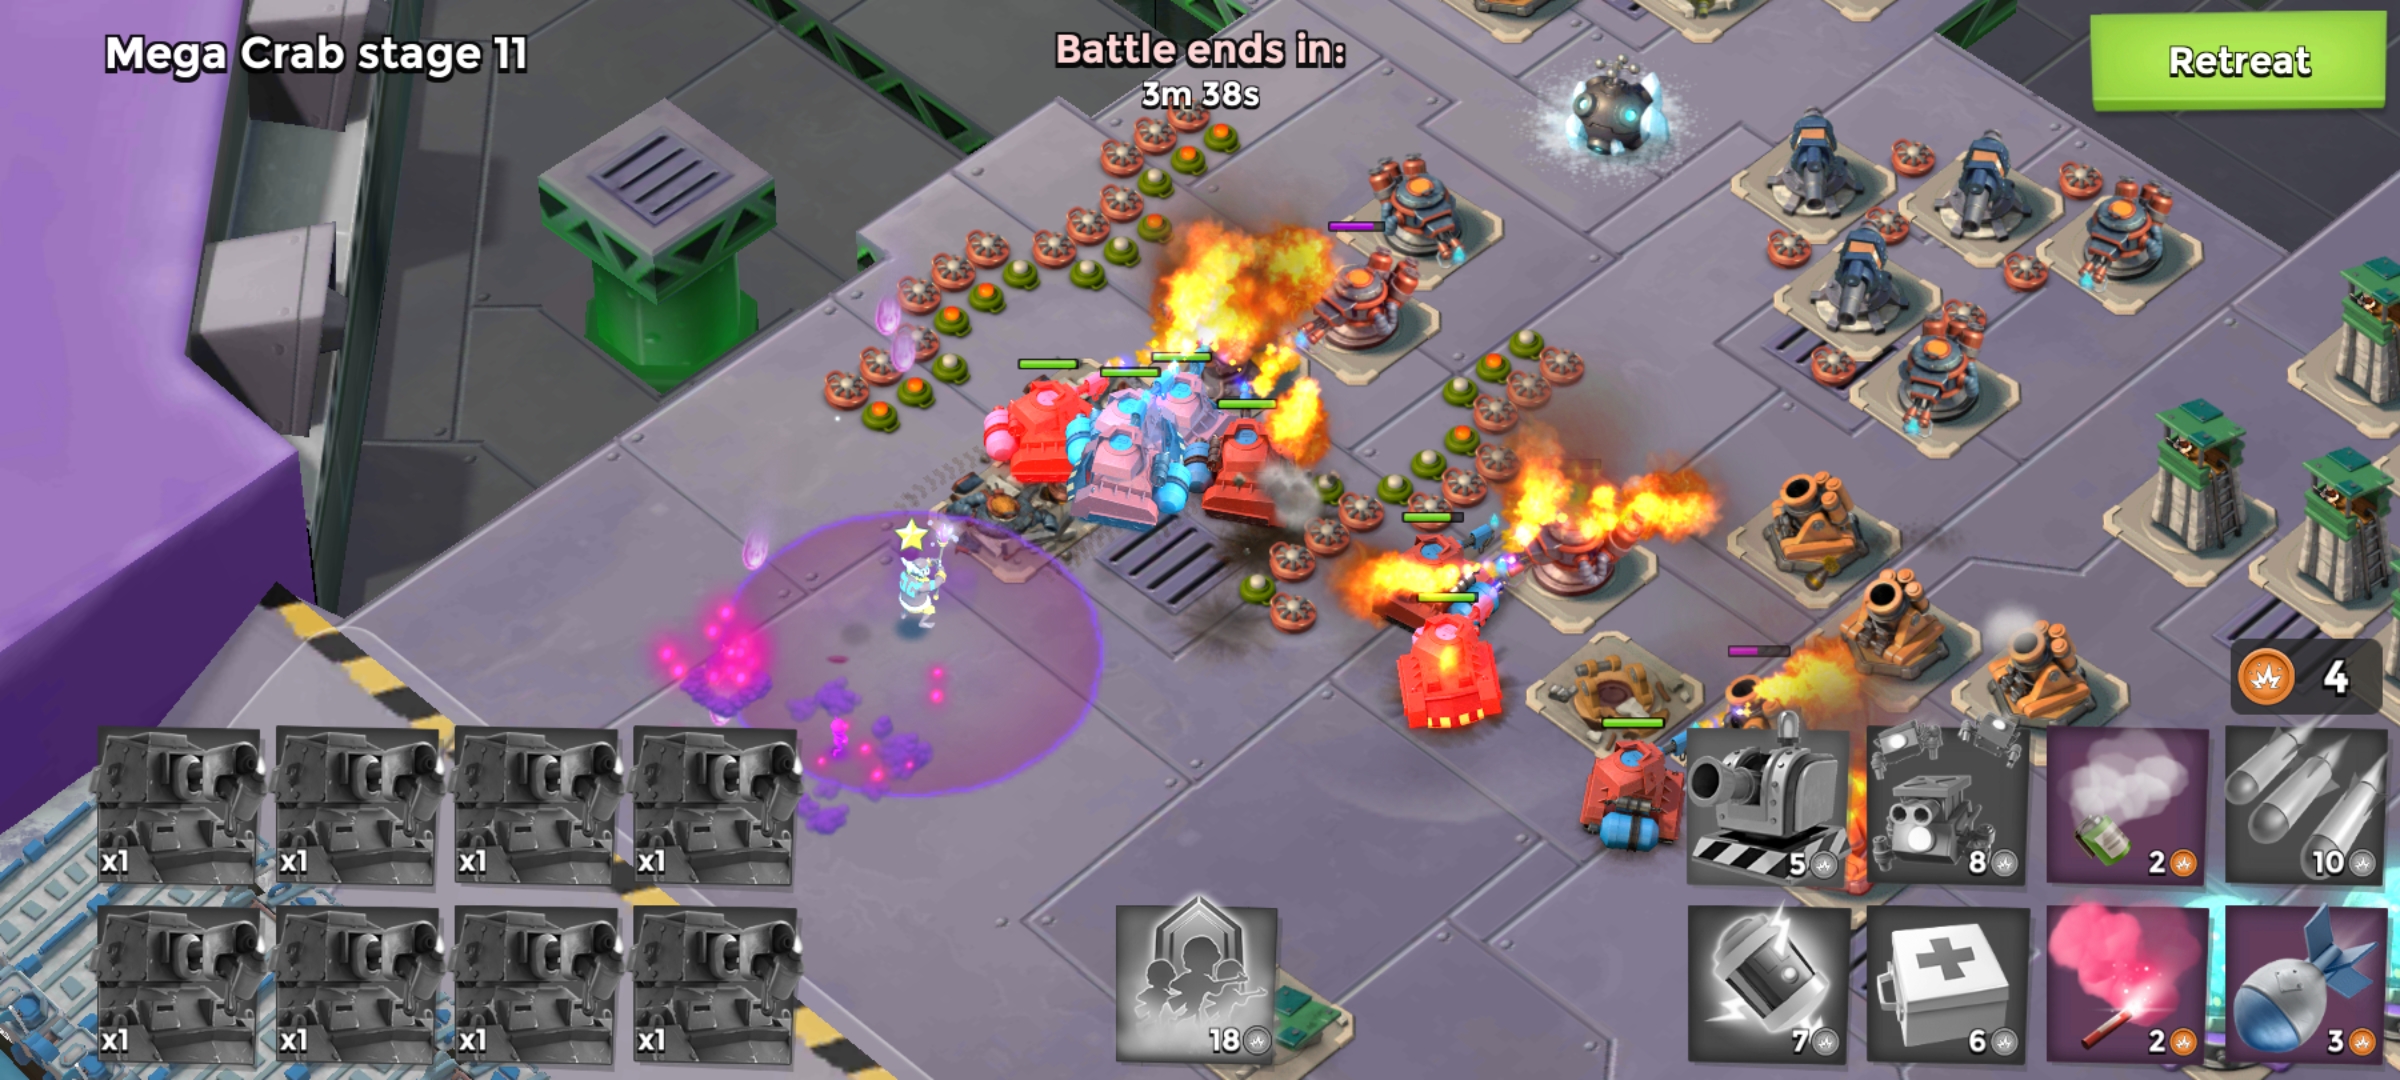 Mega Crab stage 11
Battle ends in:
3m 38s
Retreat
4
x1
x1
x1
x1
5
8
2
10
x1
x1
x1
x1
18
7
6
2
3